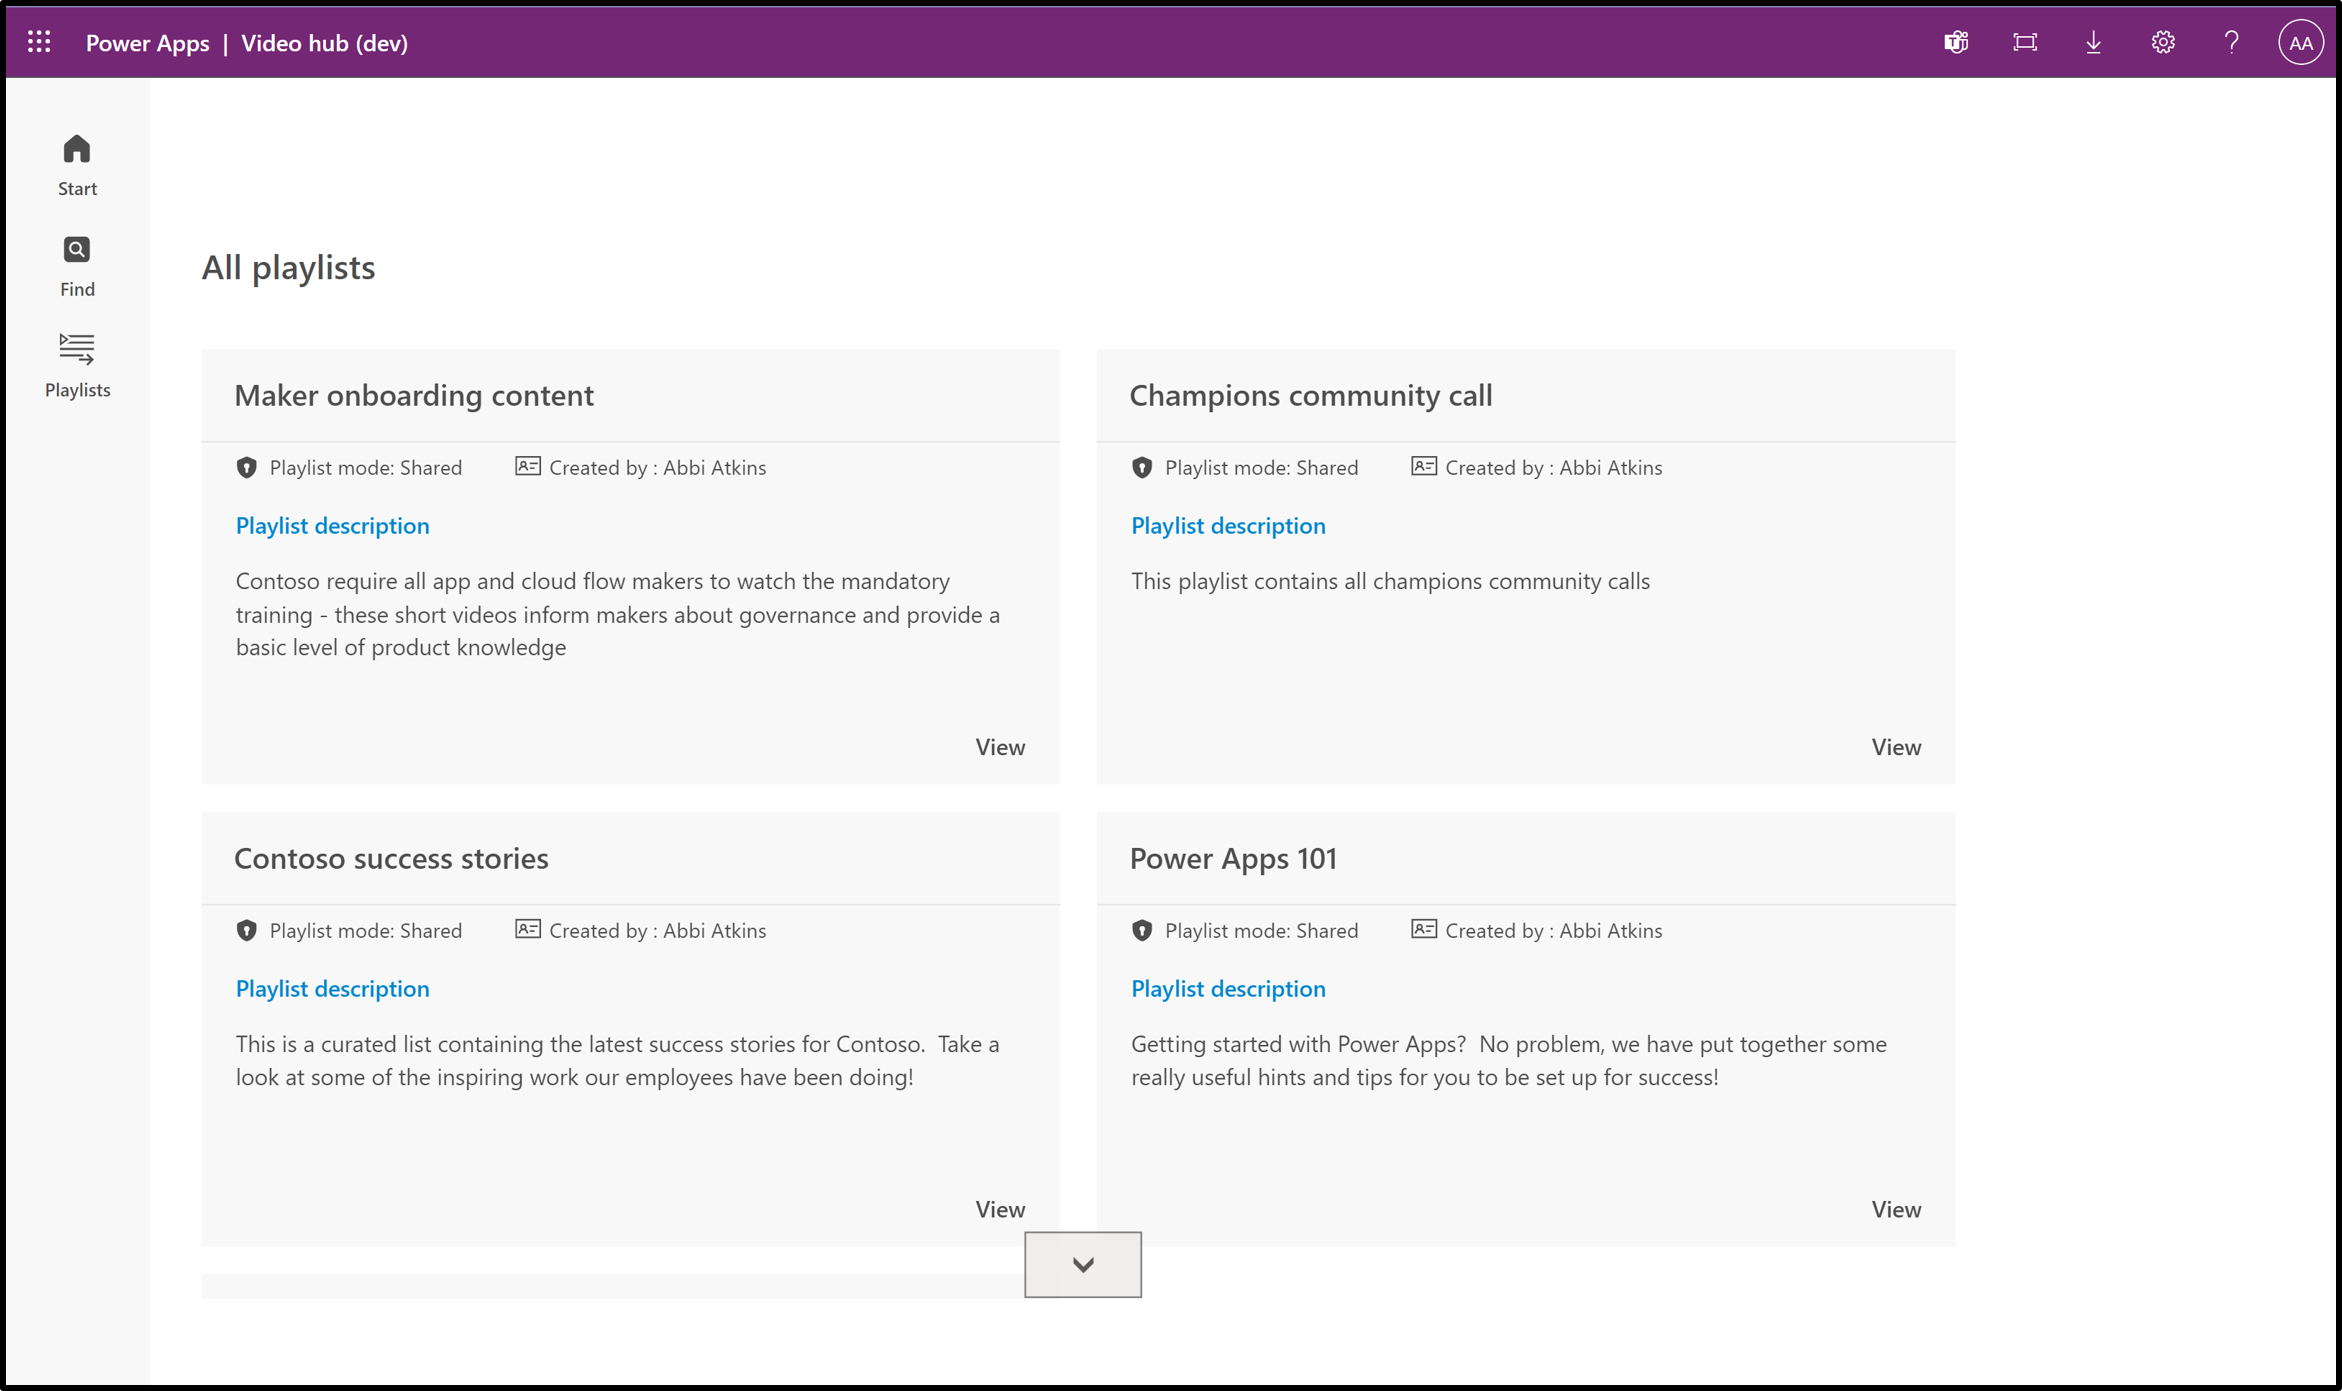 Power Apps | Video hub (dev)
AA
Start
Find
Playlists
All playlists
Maker onboarding content
Playlist mode: Shared
Created by : Abbi Atkins
Playlist description
Contoso require all app and cloud flow makers to watch the mandatory
training - these short videos inform makers about governance and provide a
basic level of product knowledge
View
Champions community call
Playlist mode: Shared
Created by : Abbi Atkins
Playlist description
This playlist contains all champions community calls
View
Contoso success stories
Playlist mode: Shared
Created by : Abbi Atkins
Playlist description
This is a curated list containing the latest success stories for Contoso.  Take a
look at some of the inspiring work our employees have been doing!
View
Power Apps 101
Playlist mode: Shared
Created by : Abbi Atkins
Playlist description
Getting started with Power Apps?  No problem, we have put together some
really useful hints and tips for you to be set up for success!
View